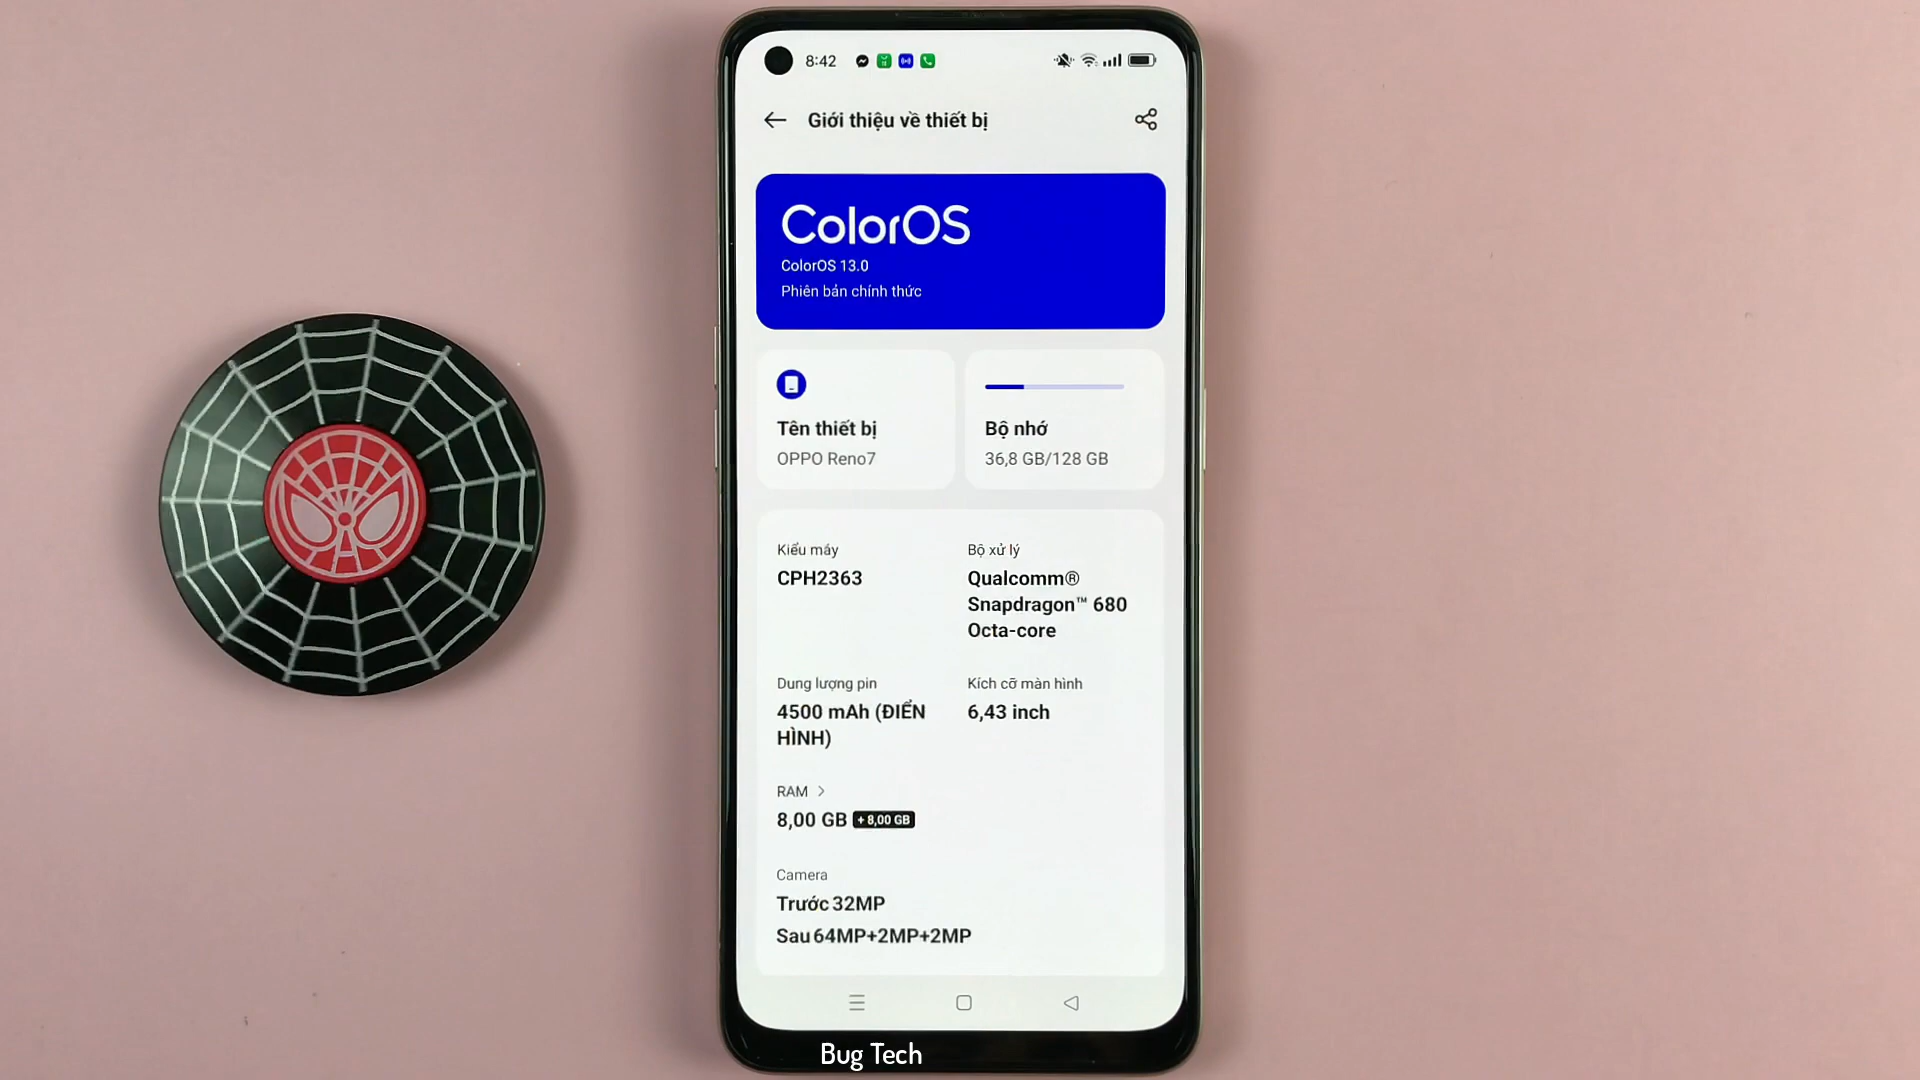 8:42
Giới thiệu về thiết bị
ColorOS
ColorOS 13.0
Phiên bản chính thức
Tên thiết bị
OPPO Reno7
Bộ nhớ
36,8 GB/128 GB
Kiểu máy
CPH2363
Bộ xử lý
Qualcomm®
Snapdragon™ 680
Octa-core
Dung lượng pin
4500 mAh (ĐIỂN
HÌNH)
Kích cỡ màn hình
6,43 inch
RAM >
8,00 GB +8,00 GB
Camera
Trước 32MP
Sau 64MP+2MP+2MP
Bug Tech